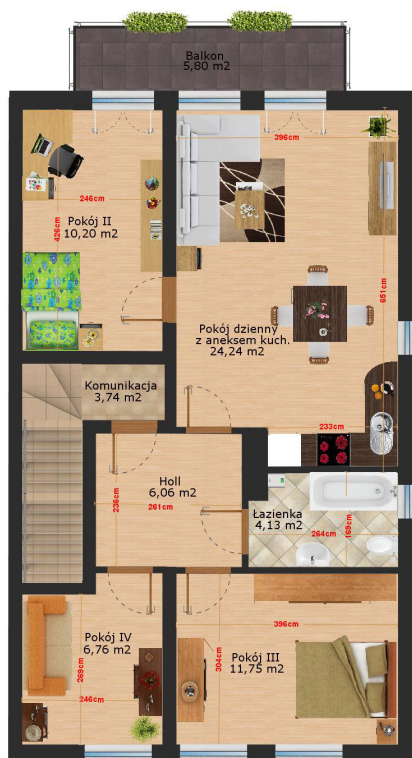 Balkon
5,80 m2
396cm
246cm
426cm
Pokój II
10,20 m2
651cm
Pokój dzienny
z aneksem kuch.
24,24 m2
Komunikacja
3,74 m2
233cm
Holl
6,06 m2
236cm
261cm
Łazienka
4,13 m2
264cm
169cm
Pokój IV
6,76 m2
269cm
246cm
396cm
Pokój III
11,75 m2
304cm